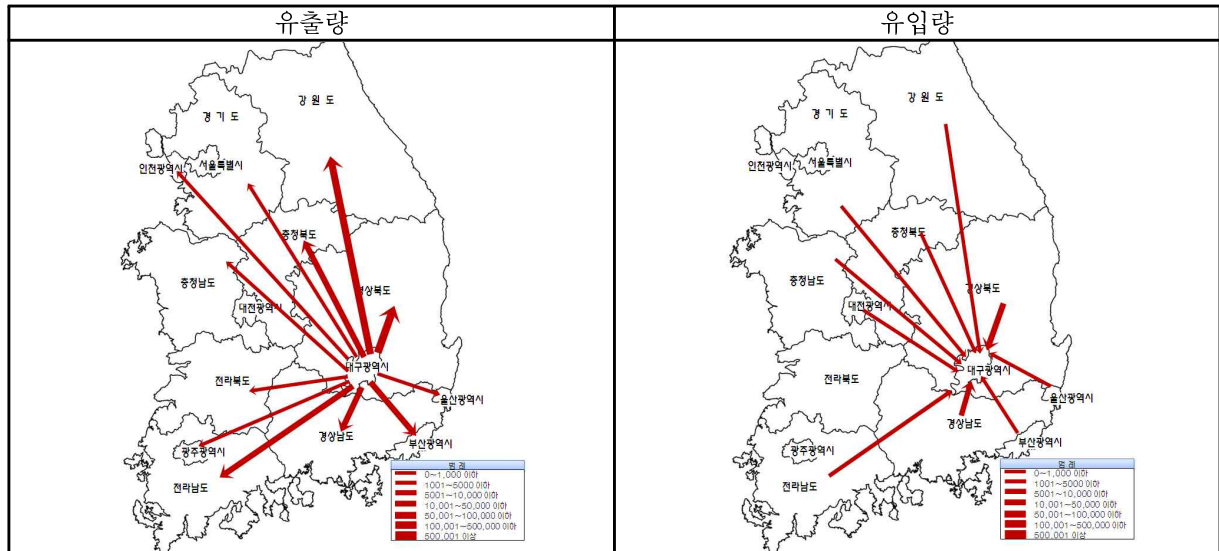 유출량
강 원 도
경 기 도
서울특별시
인천광역시
충청북도
충청남도
경상북도
대전광역시
대구광역시
전라북도
울산광역시
경상남도
부산광역시
광주광역시
전라남도
범 례
0~1,000 이하
1001~5000 이하
5001~10,000 이하
10,001~50,000 이하
50,001~100,000 이하
100,001~500,000 이하
500,001 이상
유입량
강 원 도
경 기 도
서울특별시
인천광역시
충청북도
충청남도
경상북도
대전광역시
대구광역시
전라북도
울산광역시
경상남도
부산광역시
광주광역시
전라남도
범 례
0~1,000 이하
1001~5000 이하
5001~10,000 이하
10,001~50,000 이하
50,001~100,000 이하
100,001~500,000 이하
500,001 이상